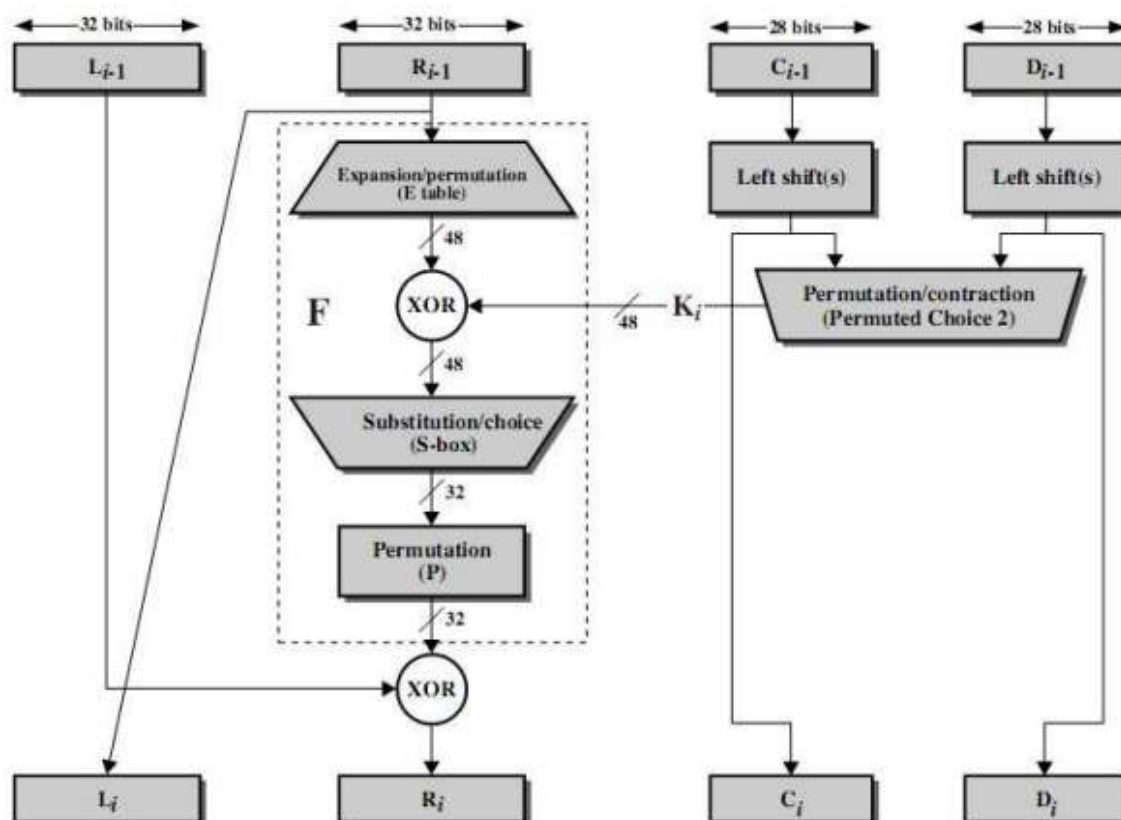 32 bits
32 bits
28 bits
28 bits
Li-1
Ri-1
Ci-1
Di-1
Expansion/permutation
(E table)
Left shift(s)
Left shift(s)
48
F
XOR
48
Ki
Permutation/contraction
(Permuted Choice 2)
48
Substitution/choice
(S-box)
32
Permutation
(P)
32
XOR
Li
Ri
Ci
Di